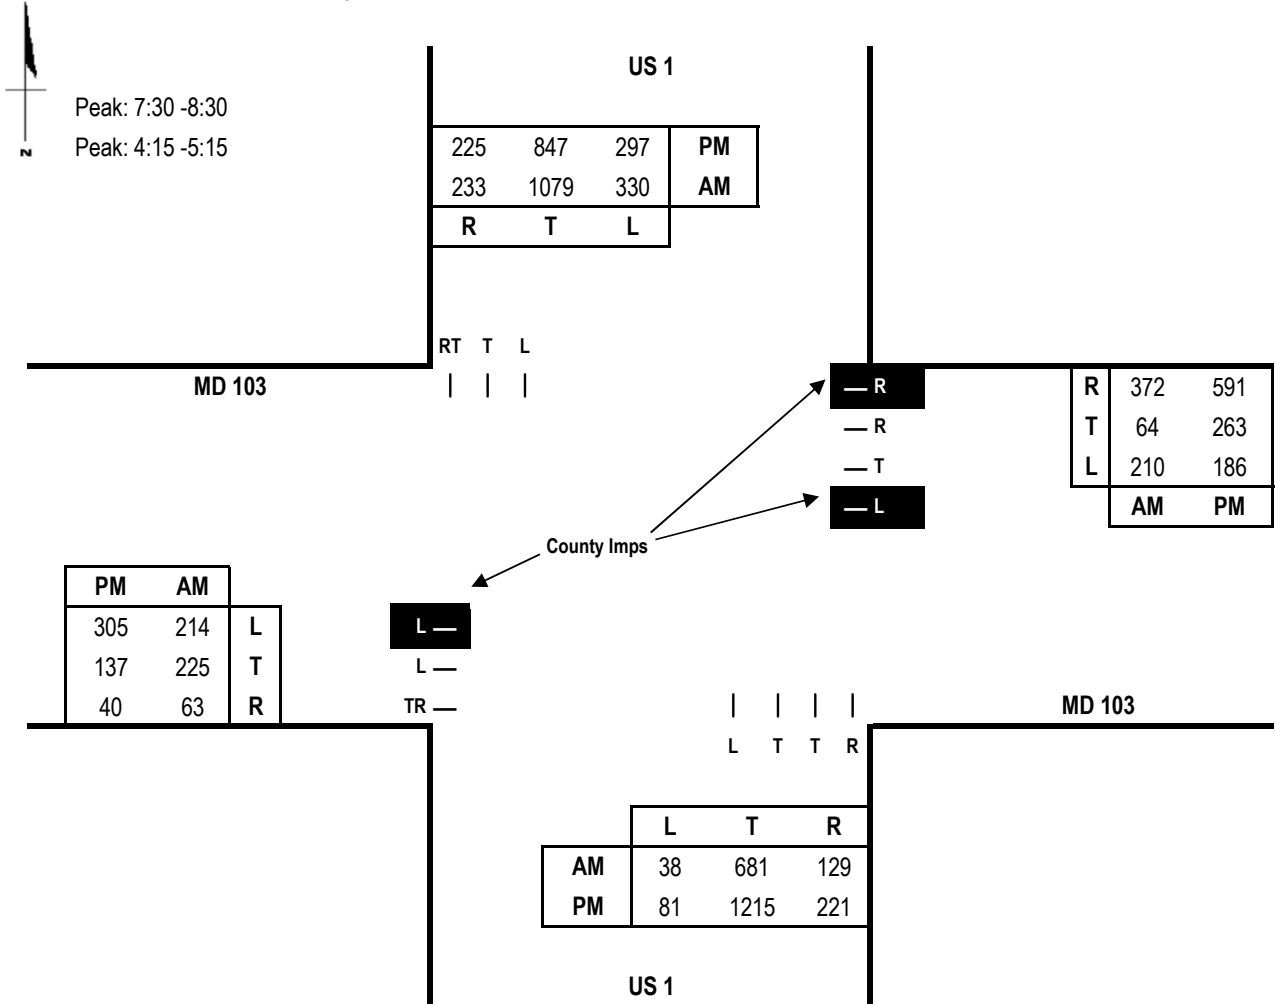 US 1
Peak: 7:30 -8:30
Peak: 4:15 -5:15
225 847 297 PM
233 1079 330 AM
R T L
RT T L
MD 103
R
R
T
L
R 372 591
T 64 263
L 210 186
AM PM
County Imps
PM AM
305 214 L
137 225 T
40 63 R
L
L
TR
MD 103
L T T R
L T R
AM 38 681 129
PM 81 1215 221
US 1
N